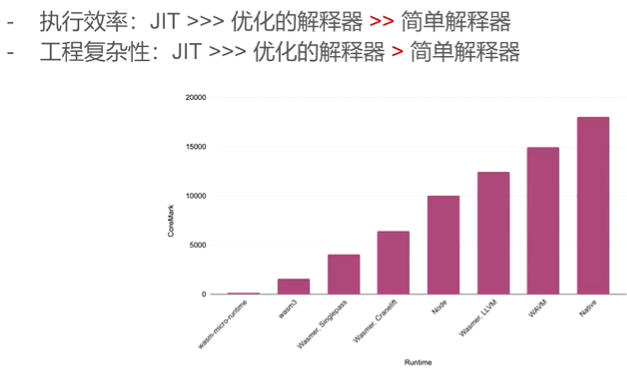 - 执行效率：JIT >>> 优化的解释器 >> 简单解释器
- 工程复杂性：JIT >>> 优化的解释器 > 简单解释器
20000
15000
10000
5000
0
CoreMark
wasm-micro-runtime
wasm3
Wasmer, Singlepass
Wasmer, Cranelift
Node
Wasmer, LLVM
WAVM
Native
Runtime